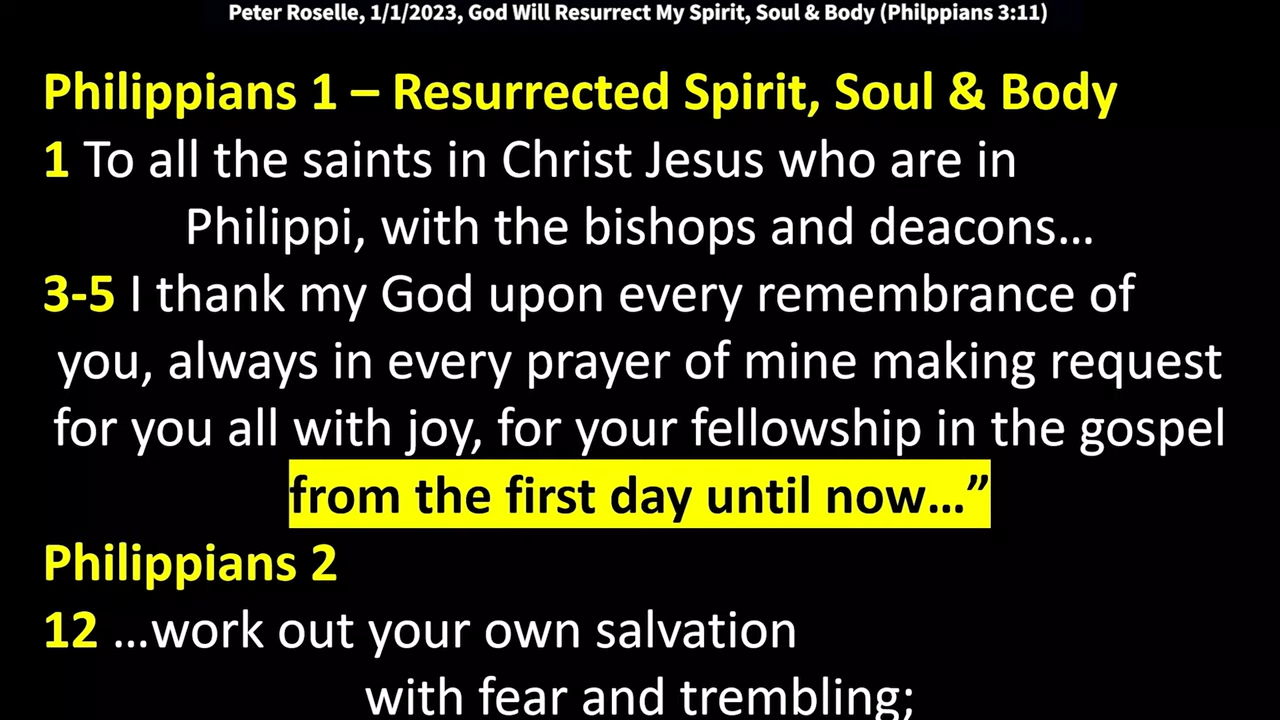 Peter Roselle, 1/1/2023, God Will Resurrect My Spirit, Soul & Body (Philppians 3:11)
Philippians 1 – Resurrected Spirit, Soul & Body
1 To all the saints in Christ Jesus who are in
Philippi, with the bishops and deacons…
3-5 I thank my God upon every remembrance of
you, always in every prayer of mine making request
for you all with joy, for your fellowship in the gospel
from the first day until now…”
Philippians 2
12 …work out your own salvation
with fear and trembling;